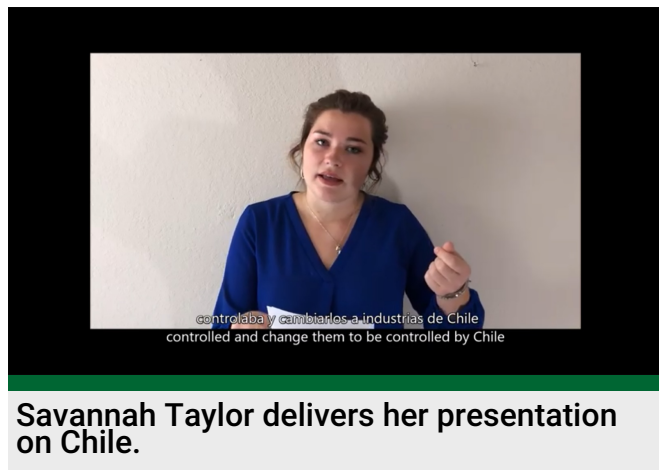 controlaba y cambiarlos a industrias de Chile
controlled and change them to be controlled by Chile
Savannah Taylor delivers her presentation
on Chile.